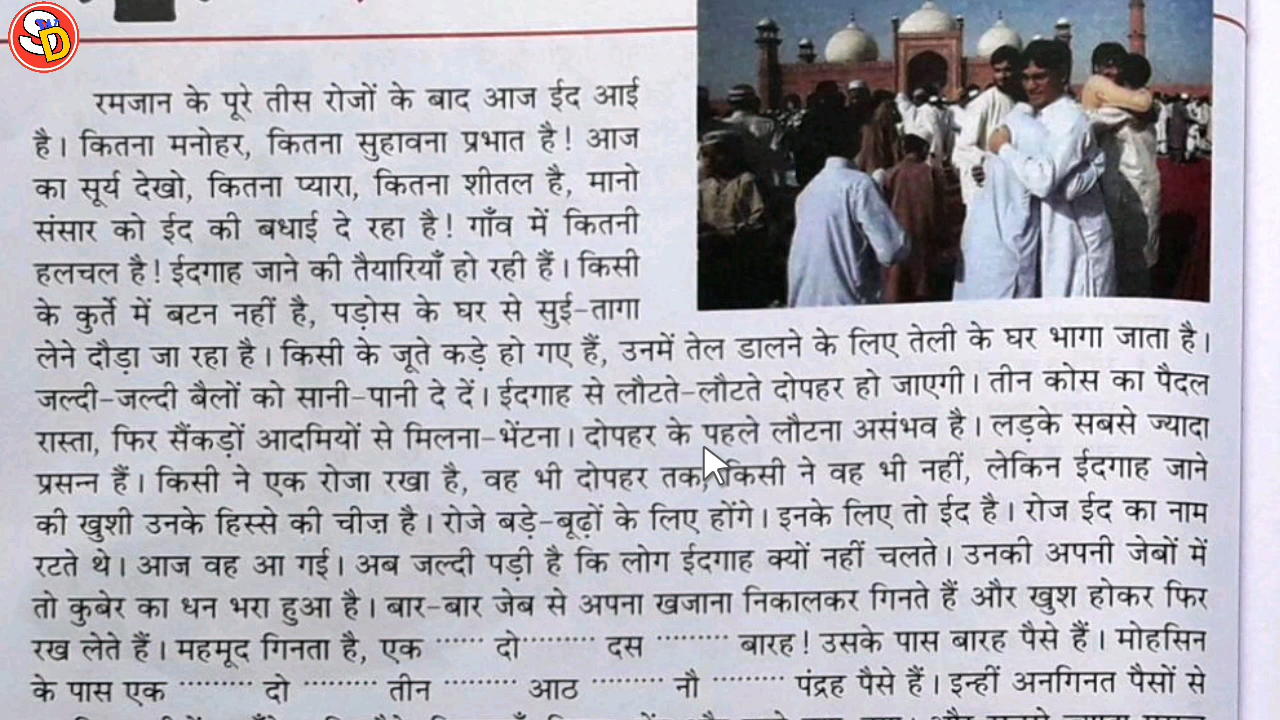 SD
रमजान के पूरे तीस रोजों के बाद आज ईद आई
है। कितना मनोहर, कितना सुहावना प्रभात है! आज
का सूर्य देखो, कितना प्यारा, कितना शीतल है, मानो
संसार को ईद की बधाई दे रहा है! गाँव में कितनी
हलचल है! ईदगाह जाने की तैयारियाँ हो रही हैं। किसी
के कुर्ते में बटन नहीं है, पड़ोस के घर से सुई-तागा
लेने दौड़ा जा रहा है। किसी के जूते कड़े हो गए हैं, उनमें तेल डालने के लिए तेली के घर भागा जाता है।
जल्दी-जल्दी बैलों को सानी-पानी दे दें। ईदगाह से लौटते-लौटते दोपहर हो जाएगी। तीन कोस का पैदल
रास्ता, फिर सैंकड़ों आदमियों से मिलना-भेंटना। दोपहर के पहले लौटना असंभव है। लड़के सबसे ज्यादा
प्रसन्न हैं। किसी ने एक रोजा रखा है, वह भी दोपहर तक, किसी ने वह भी नहीं, लेकिन ईदगाह जाने
की खुशी उनके हिस्से की चीज़ है। रोजे बड़े-बूढ़ों के लिए होंगे। इनके लिए तो ईद है। रोज ईद का नाम
रटते थे। आज वह आ गई। अब जल्दी पड़ी है कि लोग ईदगाह क्यों नहीं चलते। उनकी अपनी जेबों में
तो कुबेर का धन भरा हुआ है। बार-बार जेब से अपना खजाना निकालकर गिनते हैं और खुश होकर फिर
रख लेते हैं। महमूद गिनता है, एक ...... दो......... दस ......... बारह! उसके पास बारह पैसे हैं। मोहसिन
के पास एक ......... दो ......... तीन ......... आठ ......... नौ ......... पंद्रह पैसे हैं। इन्हीं अनगिनत पैसों से